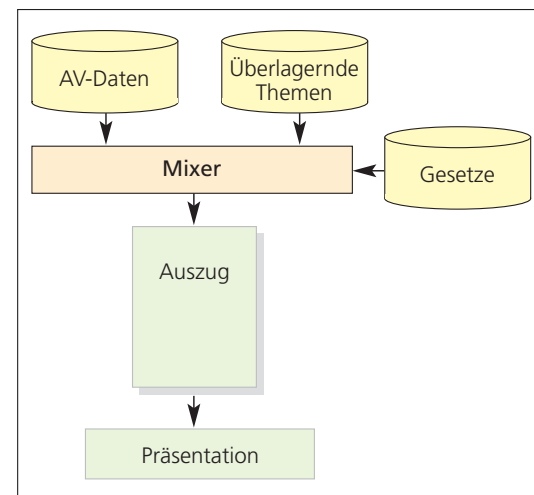 AV-Daten
Überlagernde
Themen
Mixer
Gesetze
Auszug
Präsentation